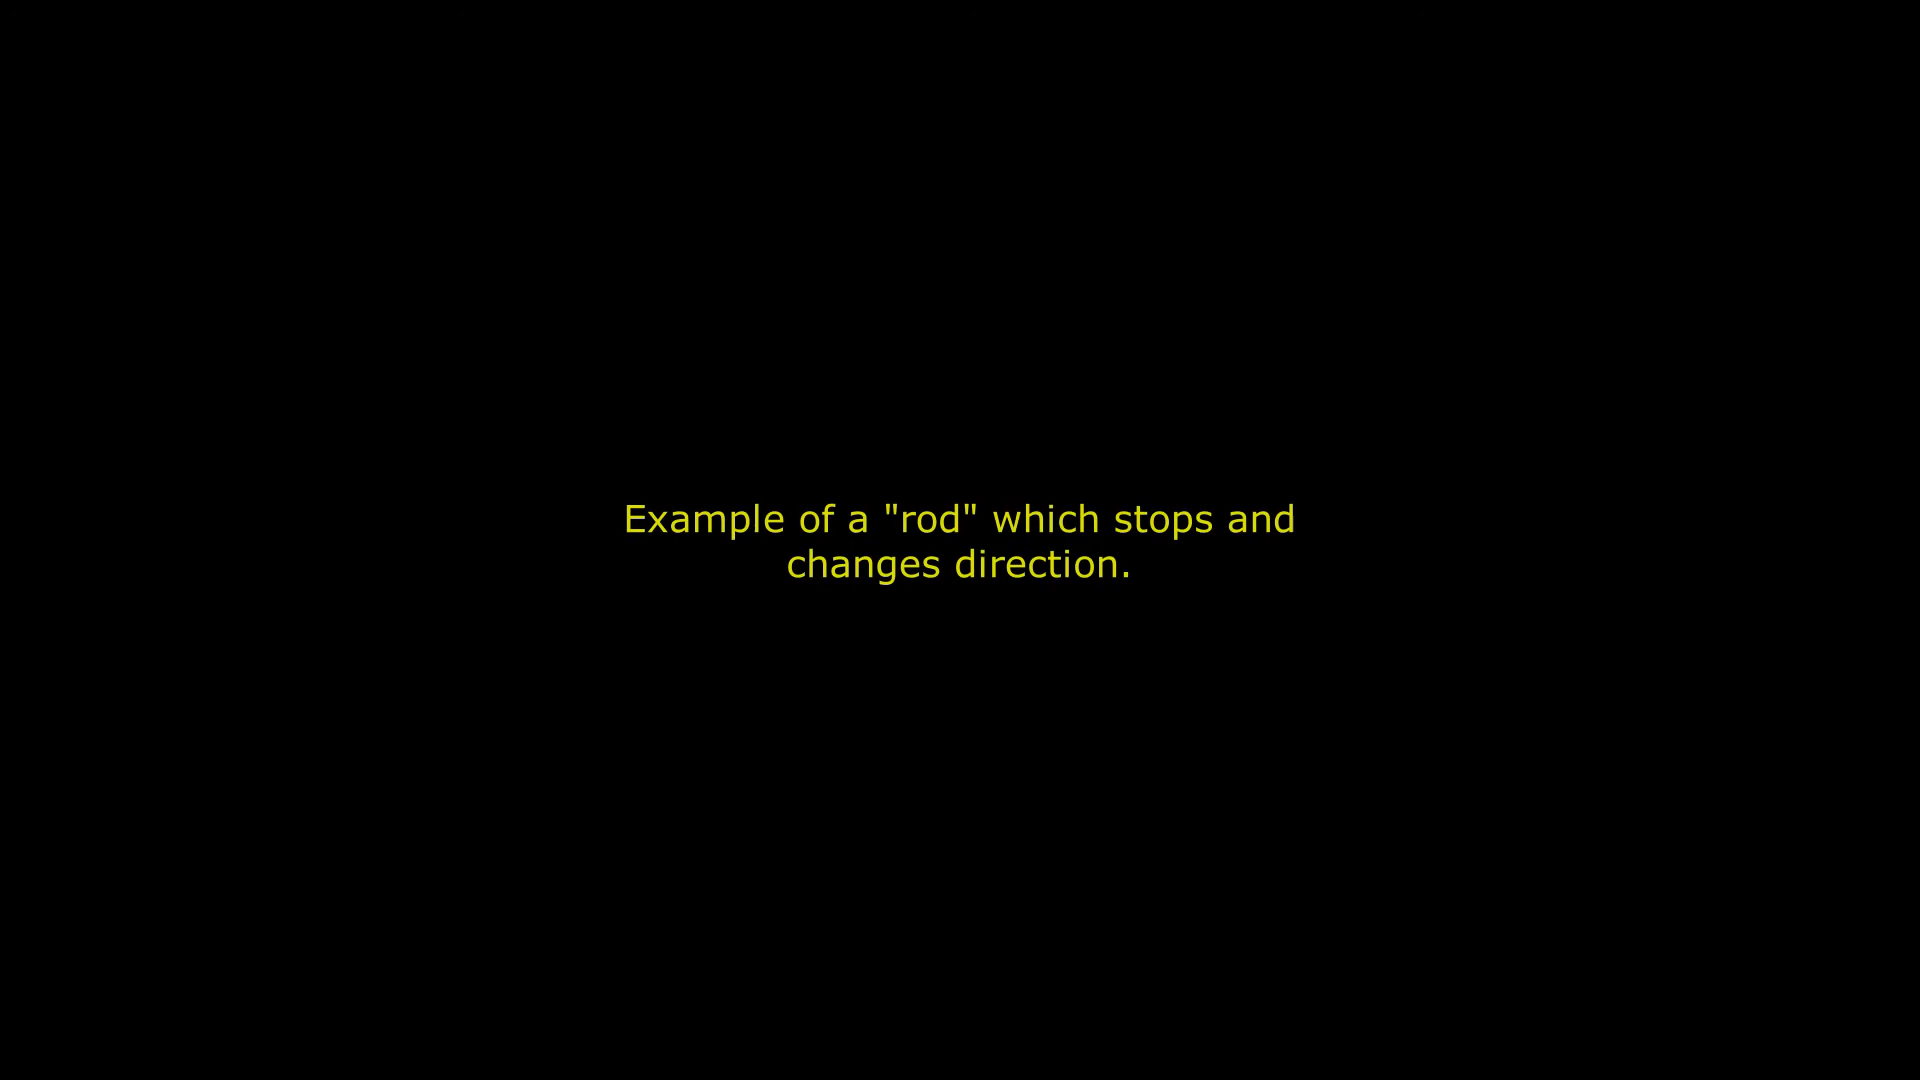 Example of a "rod" which stops and
changes direction.